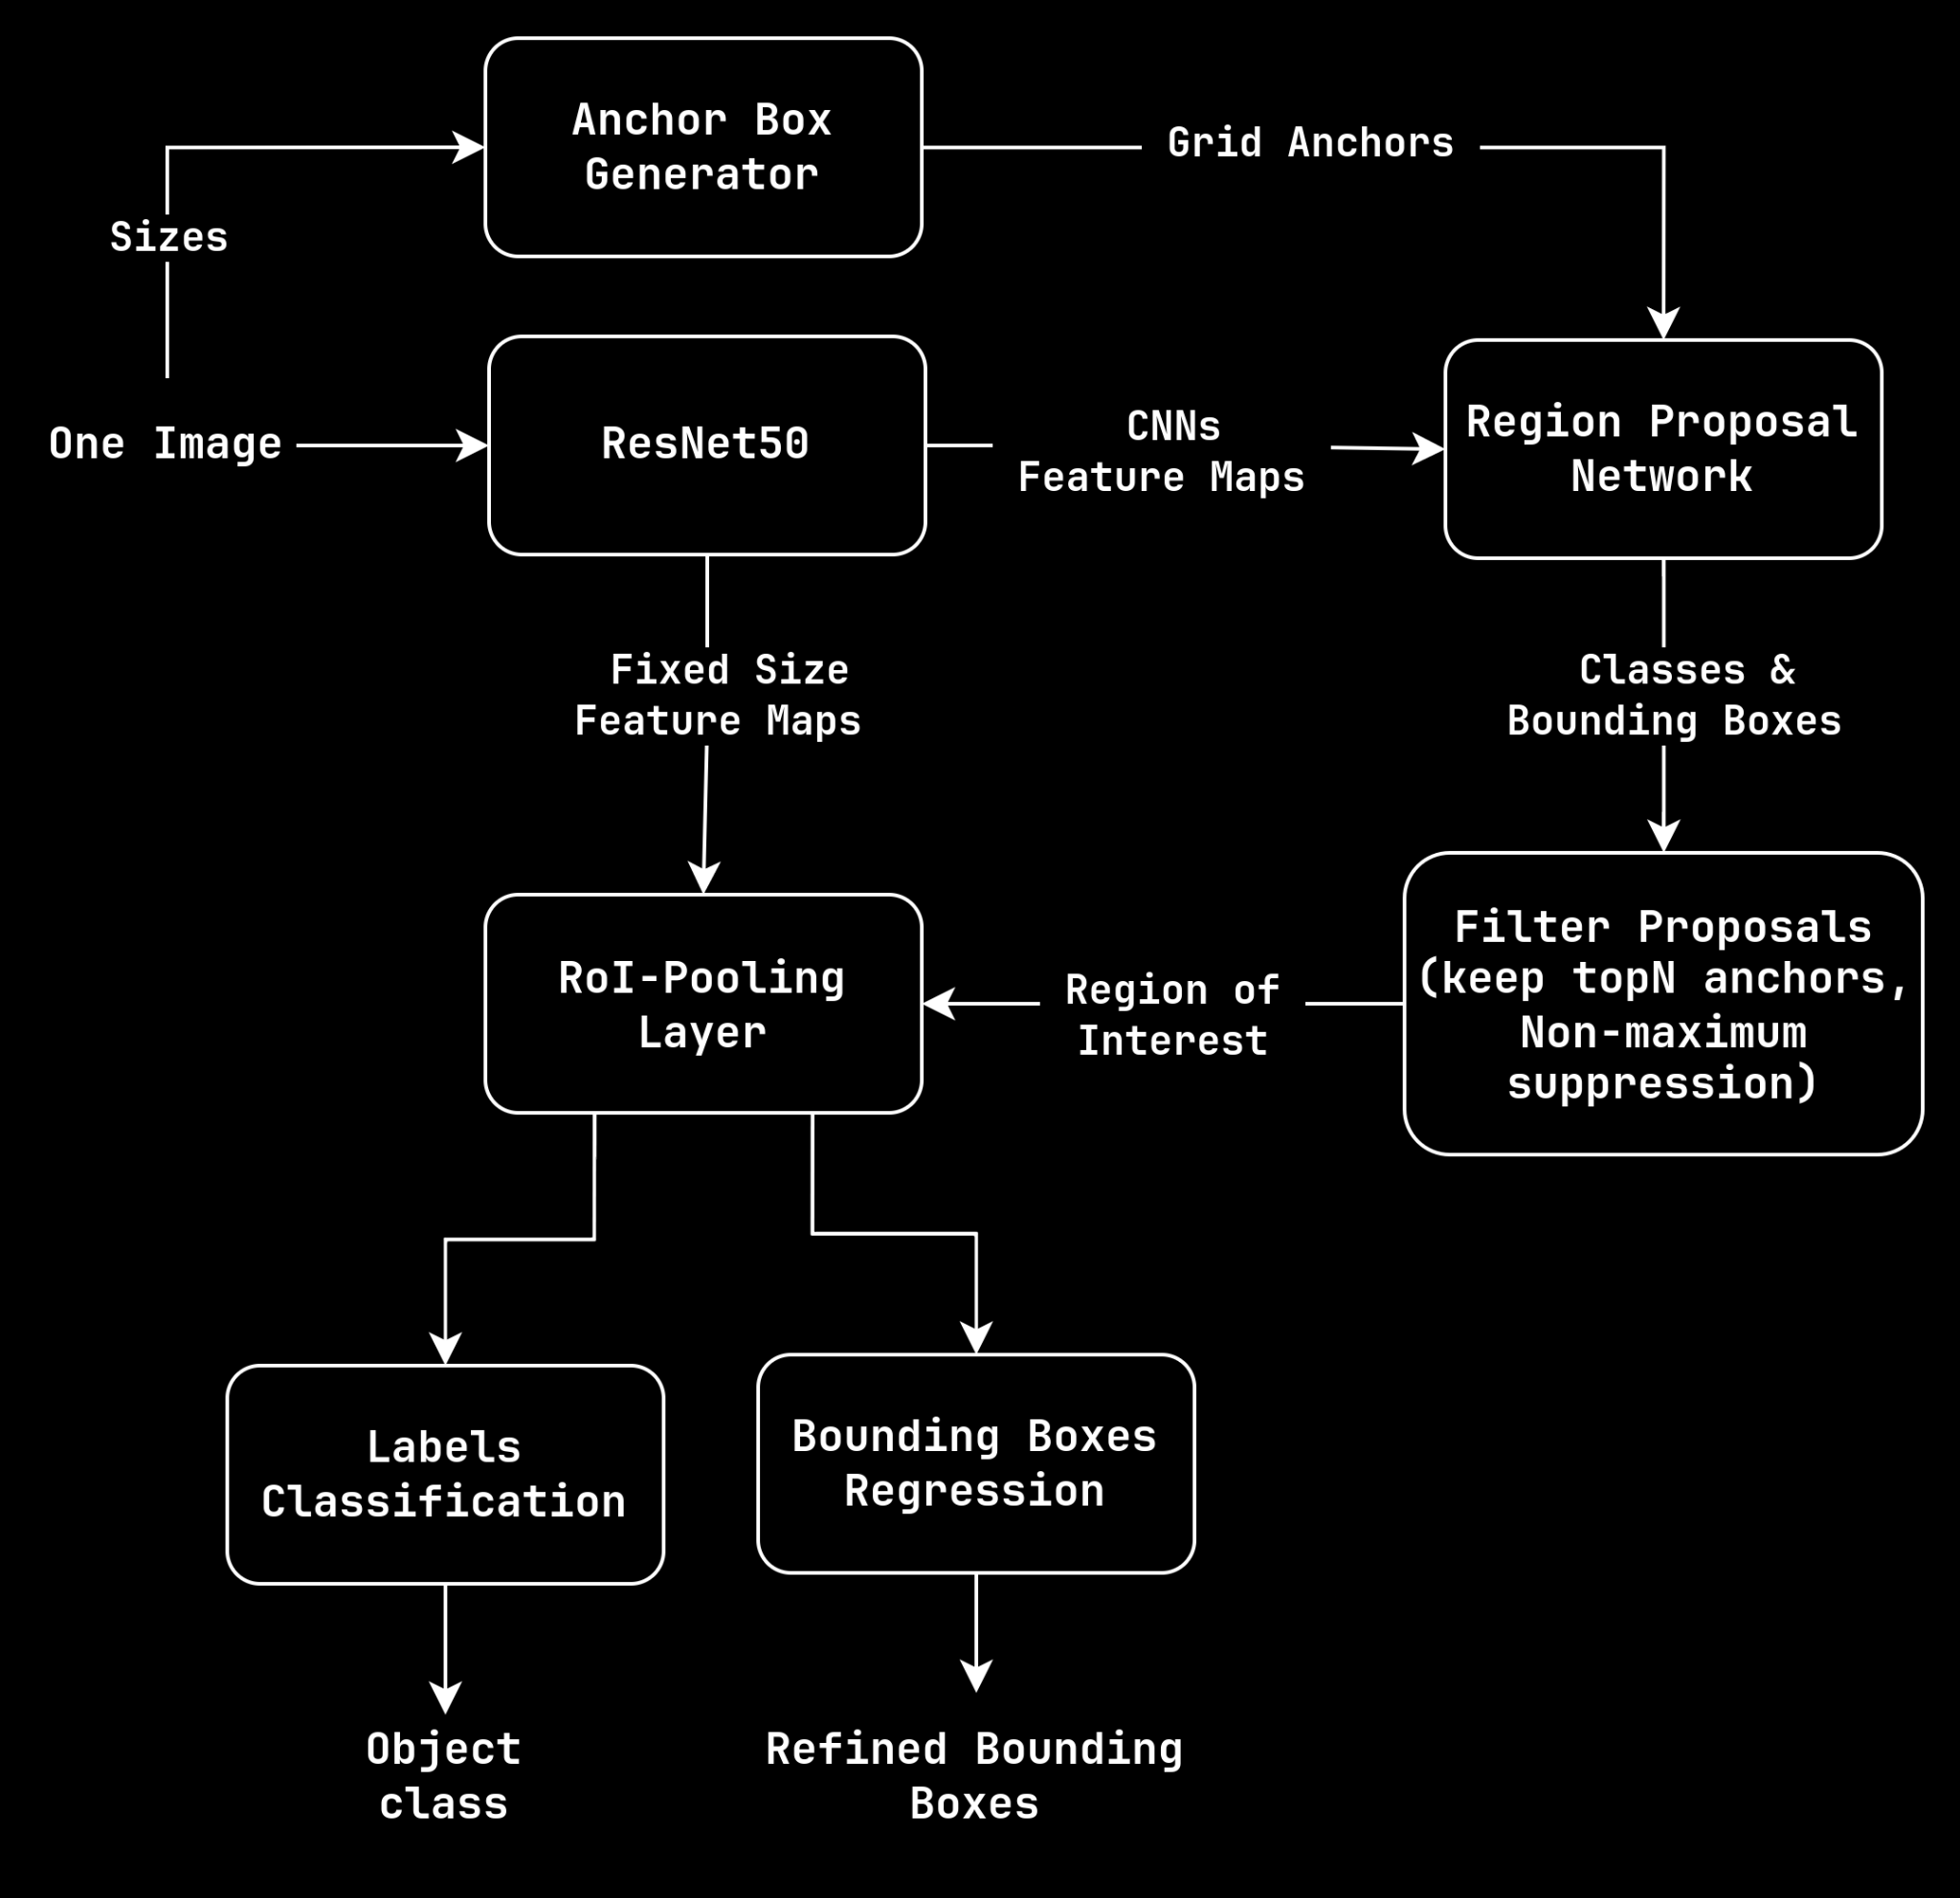 Anchor Box
Generator
Grid Anchors
Sizes
One Image
ResNet50
CNNs
Feature Maps
Region Proposal
Network
Fixed Size
Feature Maps
Classes &
Bounding Boxes
RoI-Pooling
Layer
Region of
Interest
Filter Proposals
(keep topN anchors,
Non-maximum
suppression)
Labels
Classification
Bounding Boxes
Regression
Object
class
Refined Bounding
Boxes